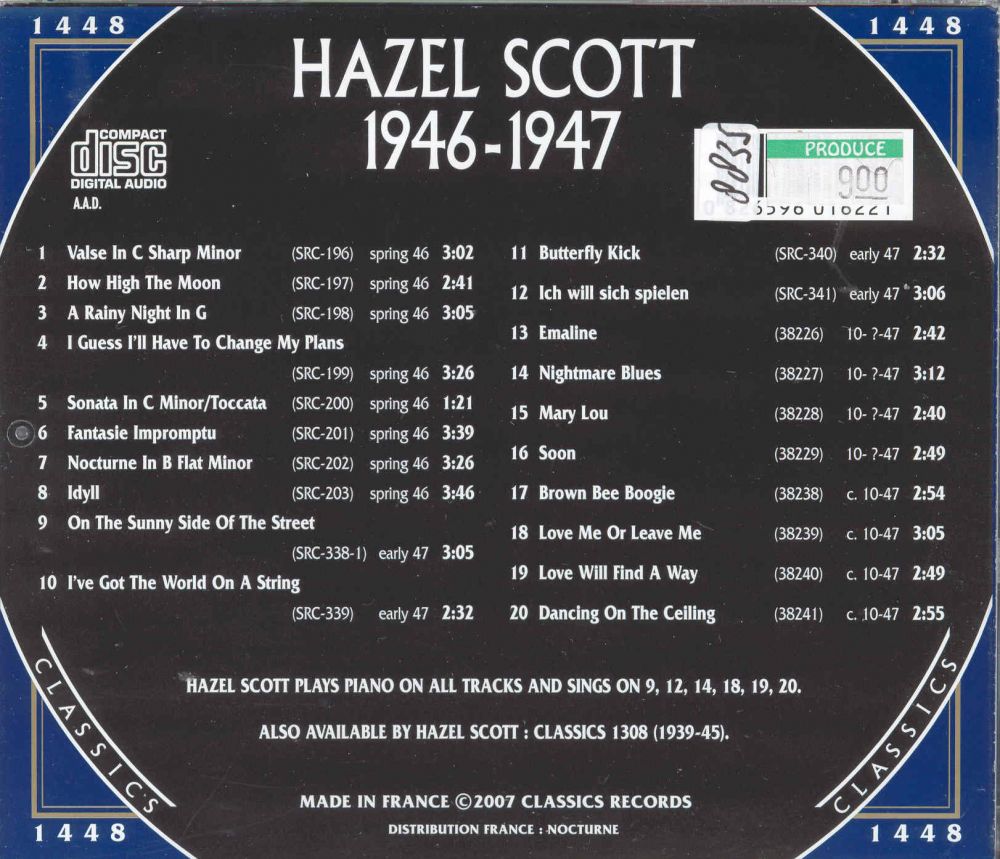 1448
1448
HAZEL SCOTT
1946-1947
COMPACT
disc
DIGITAL AUDIO
A.A.D.
8835
PRODUCE
900
1 Valse In C Sharp Minor (SRC-196) spring 46 3:02
2 How High The Moon (SRC-197) spring 46 2:41
3 A Rainy Night In G (SRC-198) spring 46 3:05
4 I Guess I'll Have To Change My Plans
(SRC-199) spring 46 3:26
5 Sonata In C Minor/Toccata (SRC-200) spring 46 1:21
6 Fantasie Impromptu (SRC-201) spring 46 3:39
7 Nocturne In B Flat Minor (SRC-202) spring 46 3:26
8 Idyll (SRC-203) spring 46 3:46
9 On The Sunny Side Of The Street
(SRC-338-1) early 47 3:05
10 I've Got The World On A String
(SRC-339) early 47 2:32
11 Butterfly Kick (SRC-340) early 47 2:32
12 Ich will sich spielen (SRC-341) early 47 3:06
13 Emaline (38226) 10- ?-47 2:42
14 Nightmare Blues (38227) 10- ?-47 3:12
15 Mary Lou (38228) 10- ?-47 2:40
16 Soon (38229) 10- ?-47 2:49
17 Brown Bee Boogie (38238) c. 10-47 2:54
18 Love Me Or Leave Me (38239) c. 10-47 3:05
19 Love Will Find A Way (38240) c. 10-47 2:49
20 Dancing On The Ceiling (38241) c. 10-47 2:55
HAZEL SCOTT PLAYS PIANO ON ALL TRACKS AND SINGS ON 9, 12, 14, 18, 19, 20.
ALSO AVAILABLE BY HAZEL SCOTT : CLASSICS 1308 (1939-45).
CLASSICS
CLASSICS
MADE IN FRANCE ©2007 CLASSICS RECORDS
DISTRIBUTION FRANCE : NOCTURNE
1448
1448